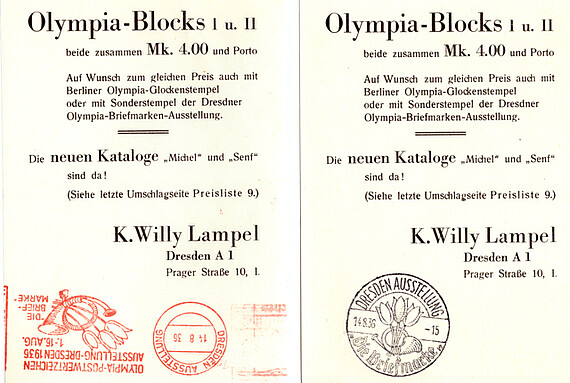 Olympia-Blocks I u. II
beide zusammen Mk. 4.00 und Porto
Auf Wunsch zum gleichen Preis auch mit
Berliner Olympia-Glockenstempel
oder mit Sonderstempel der Dresdner
Olympia-Briefmarken-Ausstellung.
Die neuen Kataloge „Michel“ und „Senf“
sind da!
(Siehe letzte Umschlagseite Preisliste 9.)
K. Willy Lampel
Dresden A 1
Prager Straße 10, I.
"DIE
BRIEF-
MARKE"
OLYMPIA-POSTWERTZEICHEN
AUSSTELLUNG-DRESDEN 1936
1.-16. AUG.
DRESDEN AUSSTELLUNG
14 8 36
Olympia-Blocks I u. II
beide zusammen Mk. 4.00 und Porto
Auf Wunsch zum gleichen Preis auch mit
Berliner Olympia-Glockenstempel
oder mit Sonderstempel der Dresdner
Olympia-Briefmarken-Ausstellung.
Die neuen Kataloge „Michel“ und „Senf“
sind da!
(Siehe letzte Umschlagseite Preisliste 9.)
K. Willy Lampel
Dresden A 1
Prager Straße 10, I.
DRESDEN AUSSTELLUNG
14.8.36 -15
Die Briefmarke